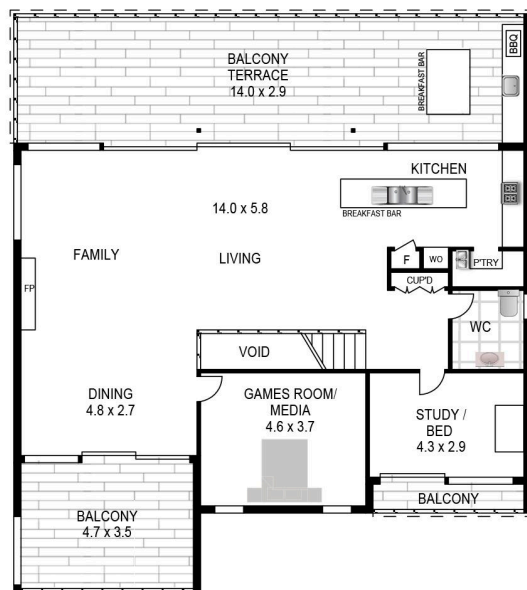 BBQ
BALCONY
TERRACE
14.0 x 2.9
BREAKFAST BAR
KITCHEN
14.0 x 5.8
BREAKFAST BAR
FAMILY
LIVING
F
WO
P'TRY
CUP'D
FP
WC
VOID
DINING
4.8 x 2.7
GAMES ROOM/
MEDIA
4.6 x 3.7
STUDY /
BED
4.3 x 2.9
BALCONY
BALCONY
4.7 x 3.5